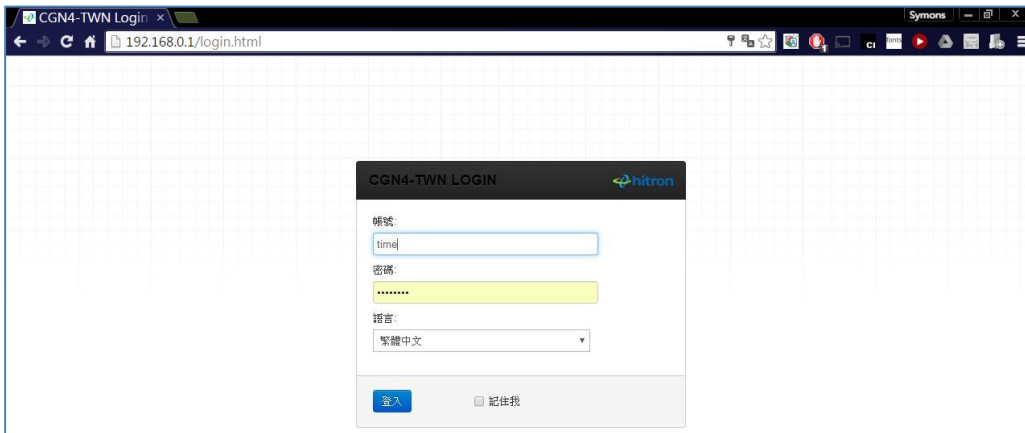 CGN4-TWN Login
Symons
192.168.0.1/login.html
CGN4-TWN LOGIN
hitron
帳號:
time
密碼:
••••••••
語言:
繁體中文
登入
記住我